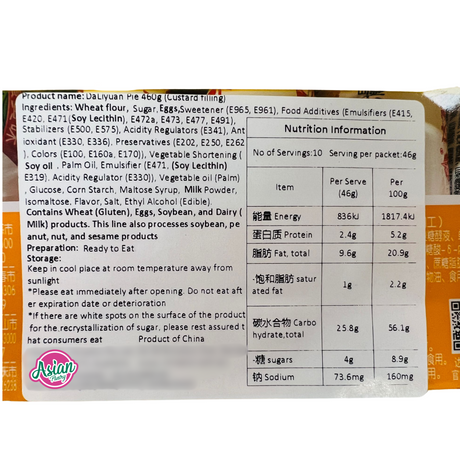 Product name: DaLiyuan Pie 460g (Custard filling)
Ingredients: Wheat flour, Sugar, Eggs, Sweetener (E965, E961), Food Additives (Emulsifiers (E415,
E420, E471 (Soy Lecithin), E472a, E473, E477, E491),
Stabilizers (E500, E575), Acidity Regulators (E341), Ant
ioxidant (E330, E336), Preservatives (E202, E250, E262
), Colors (E100, E160a, E170)), Vegetable Shortening (
Soy oil, Palm Oil, Emulsifier (E471, (Soy Lecithin)
E319). Acidity Regulator (E330)), Vegetable oil (Palm)
, Glucose, Corn Starch, Maltose Syrup, Milk Powder,
Isomaltose. Flavor, Salt, Ethyl Alcohol (Edible).
Contains Wheat (Gluten), Eggs, Soybean, and Dairy (
Milk) products. This line also processes soybean, pe
anut, nut, and sesame products
Preparation: Ready to Eat
Storage:
Keep in cool place at room temperature away from
sunlight
*Please eat immediately after opening. Do not eat aft
er expiration date or deterioration
*If there are white spots on the surface of the product
for the recrystallization of sugar, please rest assured t
hat consumers eat Product of China
Nutrition Information
No of Servings:10 Serving per packet:46g
Item Per Serve (46g) Per 100g
能量 Energy 836kJ 1817.4kJ
蛋白质 Protein 2.4g 5.2g
脂肪 Fat, total 9.6g 20.9g
-饱和脂肪 satur
ated fat 1g 2.2g
碳水合物 Carbo
hydrate,total 25.8g 56.1g
-糖 sugars 4g 8.9g
钠 Sodium 73.6mg 160mg
Asian
Pantry